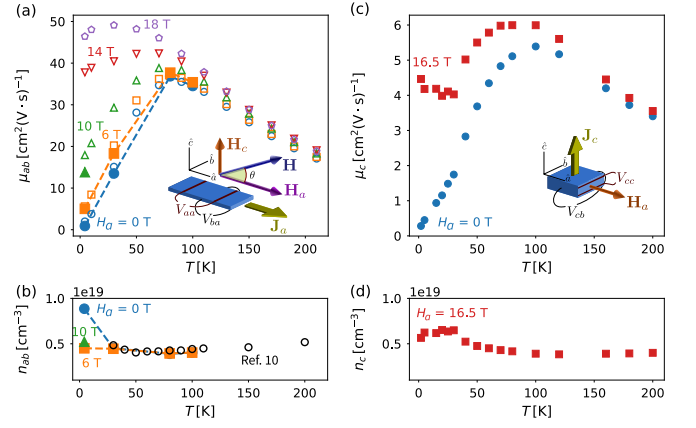 (a)
50
40
30
20
10
0
μab [cm²(V · s)⁻¹]
18 T
14 T
10 T
6 T
Ha = 0 T
ĉ
b̂
â
Hc
H
θ
Ha
Ja
Vaa
Vba
0
50
100
150
200
T [K]
(b)
1e19
1.0
0.5
0.0
nab [cm⁻³]
Ha = 0 T
10 T
6 T
Ref. 10
0
50
100
150
200
T [K]
(c)
6
5
4
3
2
1
0
μc [cm²(V · s)⁻¹]
16.5 T
Ha = 0 T
Jc
ĉ
b̂
â
Vcc
Ha
Vcb
0
50
100
150
200
T [K]
(d)
1e19
1.0
0.5
0.0
nc [cm⁻³]
Ha = 16.5 T
0
50
100
150
200
T [K]